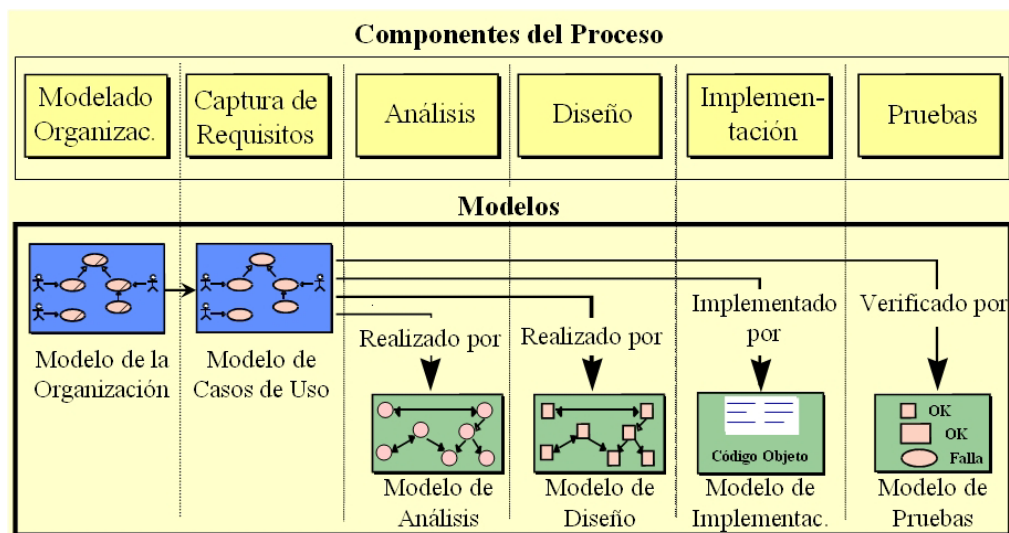 Componentes del Proceso
Modelado
Organizac.
Captura de
Requisitos
Análisis
Diseño
Implemen-
tación
Pruebas
Modelos
Modelo de la
Organización
Modelo de
Casos de Uso
Realizado por
Realizado por
Implementado
por
Verificado por
Código Objeto
OK
OK
Falla
Modelo de
Análisis
Modelo de
Diseño
Modelo de
Implementac.
Modelo de
Pruebas